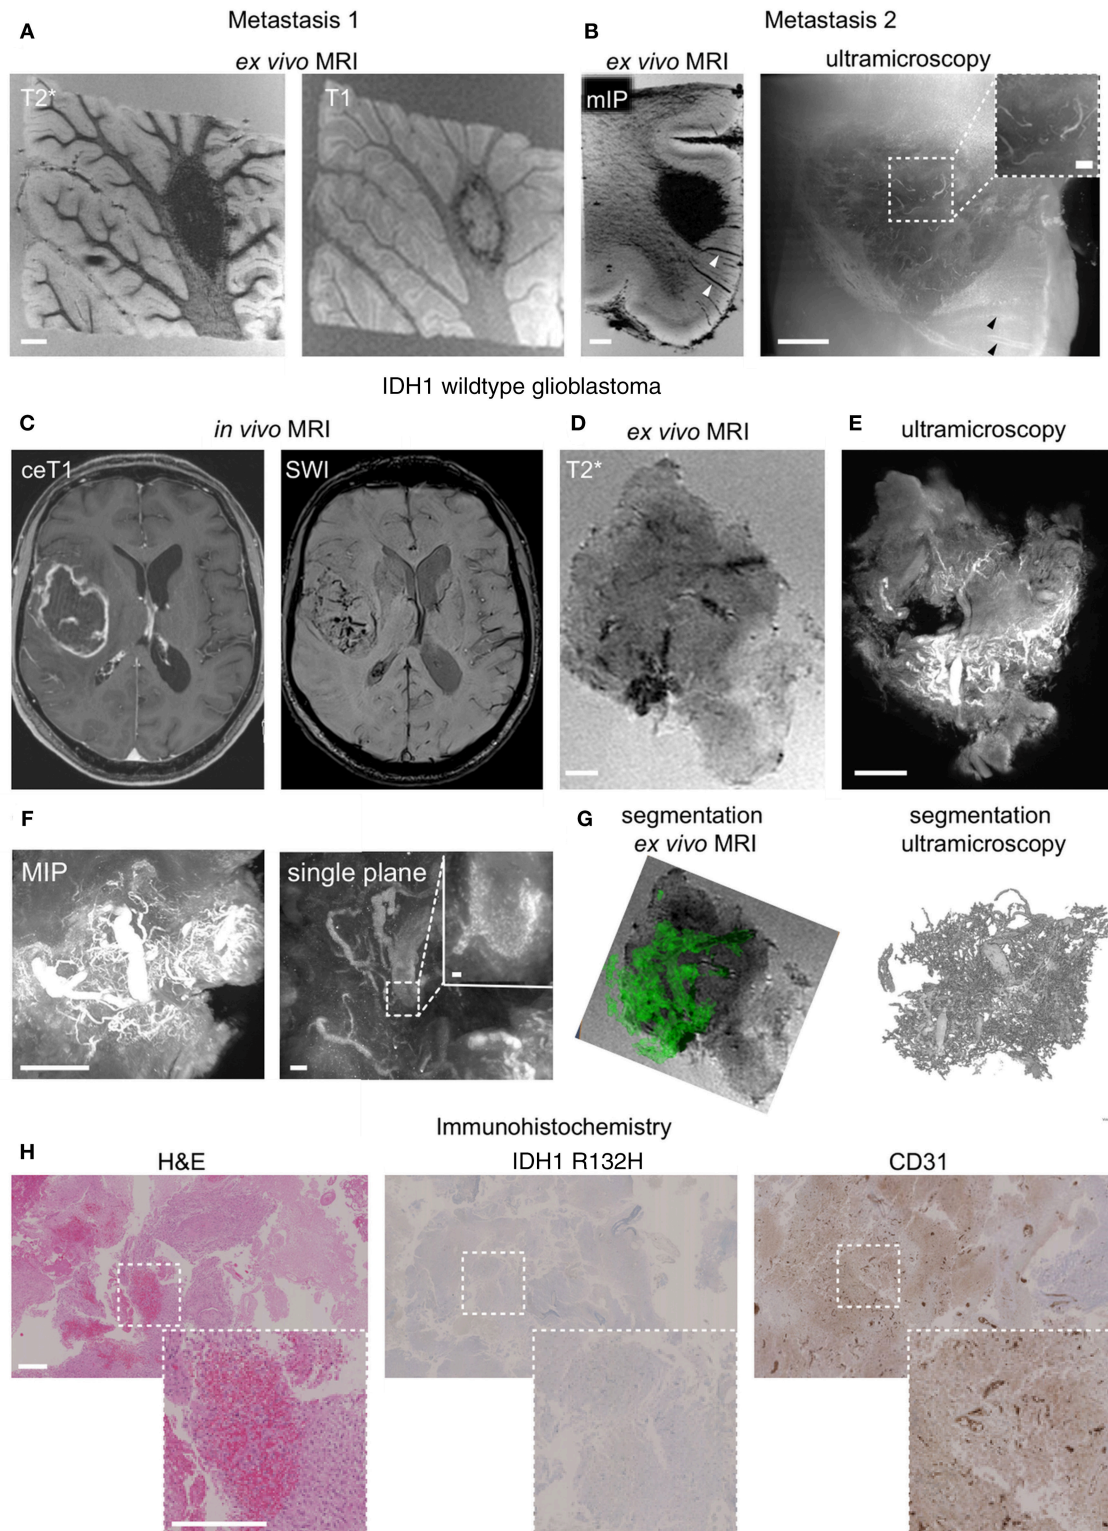 Metastasis 1
Metastasis 2
A
B
ex vivo MRI
ex vivo MRI
ultramicroscopy
T2*
T1
mIP
IDH1 wildtype glioblastoma
C
in vivo MRI
D
ex vivo MRI
E
ultramicroscopy
ceT1
SWI
T2*
F
MIP
single plane
G
segmentation
ex vivo MRI
segmentation
ultramicroscopy
Immunohistochemistry
H
H&E
IDH1 R132H
CD31